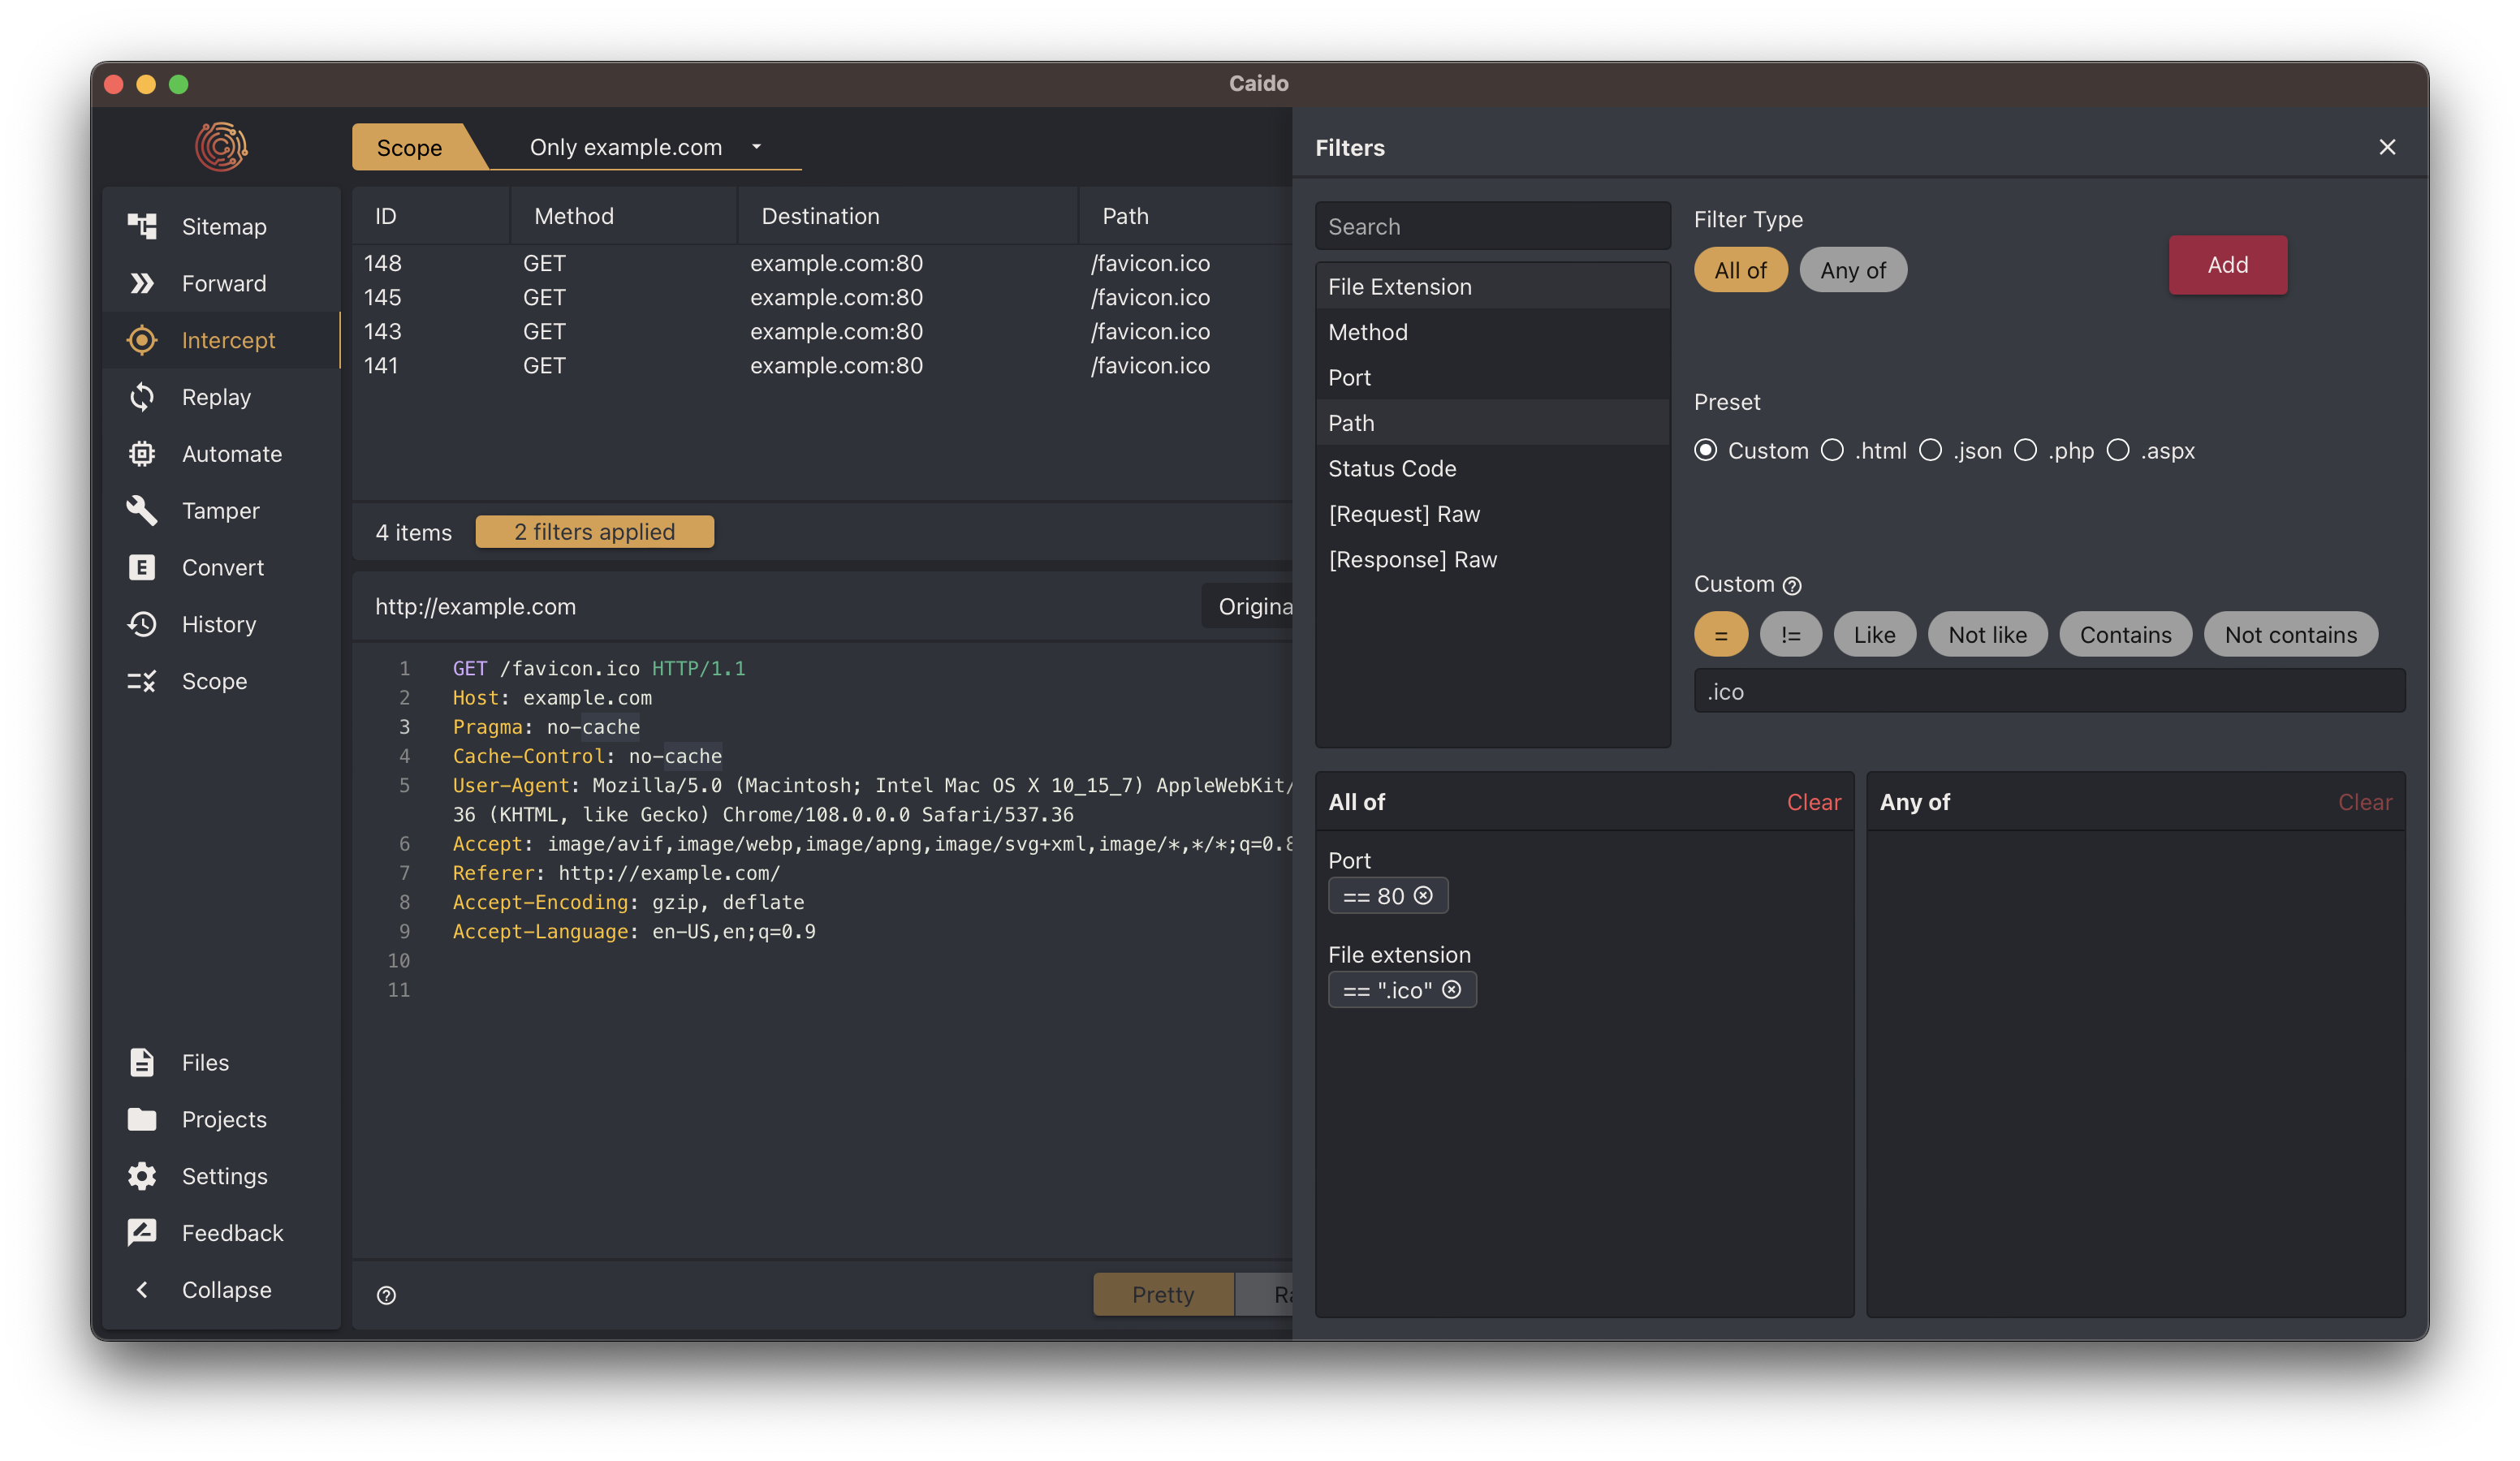 Caido
Scope
Only example.com
Sitemap
Forward
Intercept
Replay
Automate
Tamper
Convert
History
Scope
Files
Projects
Settings
Feedback
Collapse
ID Method Destination Path
148 GET example.com:80 /favicon.ico
145 GET example.com:80 /favicon.ico
143 GET example.com:80 /favicon.ico
141 GET example.com:80 /favicon.ico
4 items 2 filters applied
http://example.com Origina
1 GET /favicon.ico HTTP/1.1
2 Host: example.com
3 Pragma: no-cache
4 Cache-Control: no-cache
5 User-Agent: Mozilla/5.0 (Macintosh; Intel Mac OS X 10_15_7) AppleWebKit/
36 (KHTML, like Gecko) Chrome/108.0.0.0 Safari/537.36
6 Accept: image/avif,image/webp,image/apng,image/svg+xml,image/*,*/*;q=0.8
7 Referer: http://example.com/
8 Accept-Encoding: gzip, deflate
9 Accept-Language: en-US,en;q=0.9
10
11
Pretty Ra
Filters
Search
File Extension
Method
Port
Path
Status Code
[Request] Raw
[Response] Raw
Filter Type
All of Any of
Add
Preset
Custom .html .json .php .aspx
Custom
= != Like Not like Contains Not contains
.ico
All of Clear
Port
== 80
File extension
== ".ico"
Any of Clear